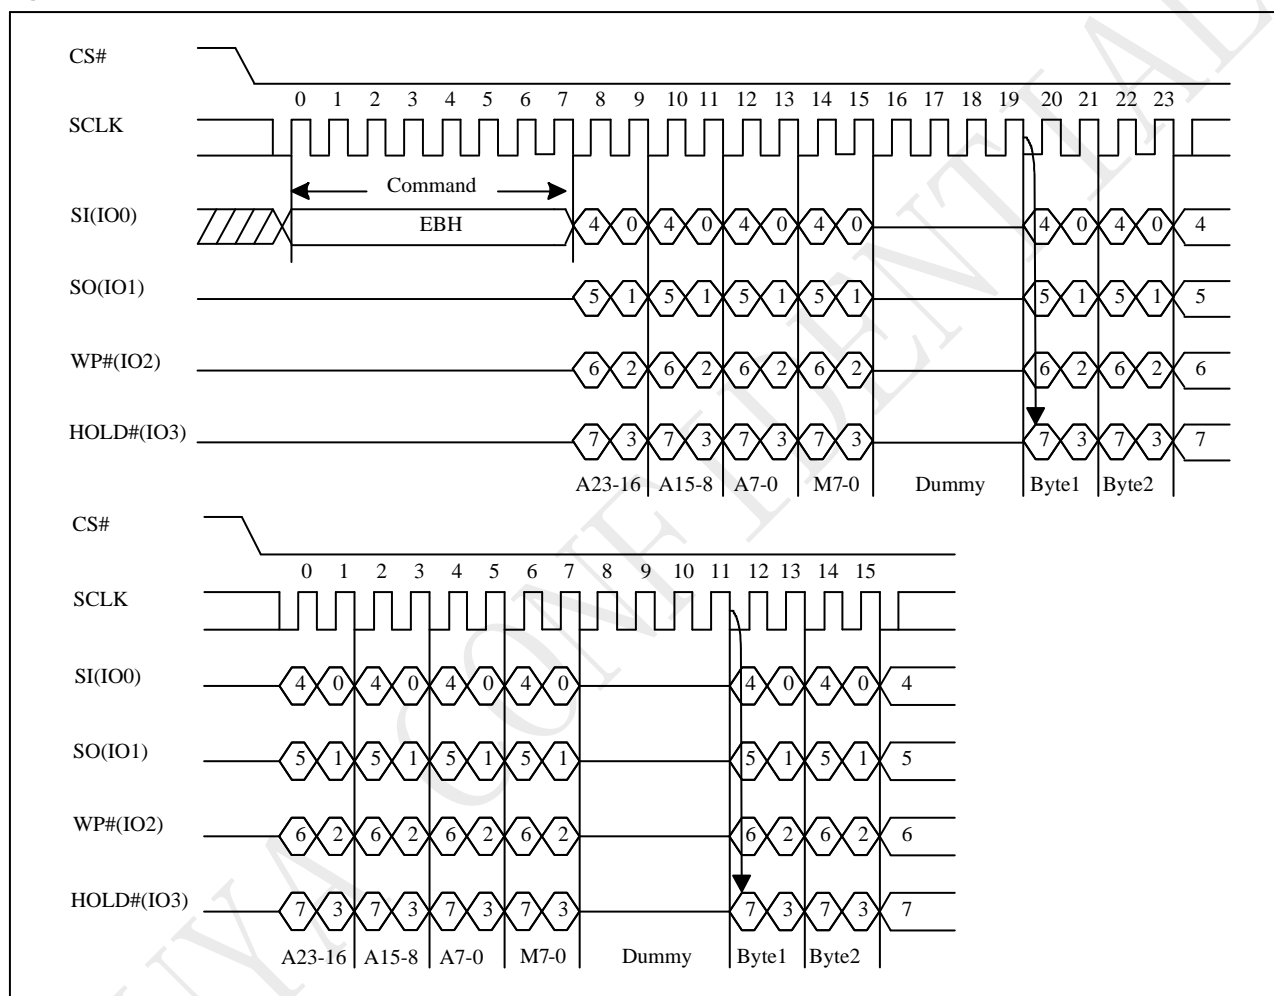 CS#
0 1 2 3 4 5 6 7 8 9 10 11 12 13 14 15 16 17 18 19 20 21 22 23
SCLK
Command
SI(IO0) EBH 4 0 4 0 4 0 4 0 4 0 4 0 4
SO(IO1) 5 1 5 1 5 1 5 1 5 1 5 1 5
WP#(IO2) 6 2 6 2 6 2 6 2 6 2 6 2 6
HOLD#(IO3) 7 3 7 3 7 3 7 3 7 3 7 3 7
A23-16 A15-8 A7-0 M7-0 Dummy Byte1 Byte2
CS#
0 1 2 3 4 5 6 7 8 9 10 11 12 13 14 15
SCLK
SI(IO0) 4 0 4 0 4 0 4 0 4 0 4 0 4
SO(IO1) 5 1 5 1 5 1 5 1 5 1 5 1 5
WP#(IO2) 6 2 6 2 6 2 6 2 6 2 6 2 6
HOLD#(IO3) 7 3 7 3 7 3 7 3 7 3 7 3 7
A23-16 A15-8 A7-0 M7-0 Dummy Byte1 Byte2
UYA CONFIDENTIAL